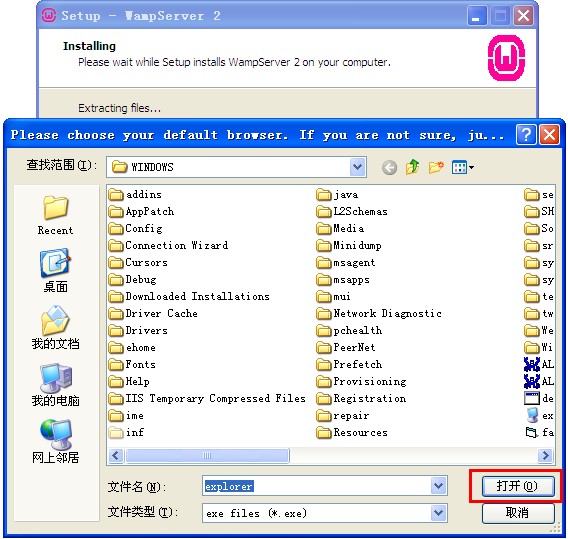 Setup - WampServer 2
Installing
Please wait while Setup installs WampServer 2 on your computer.
Extracting files...
Please choose your default browser. If you are not sure, ju...
查找范围(I):
WINDOWS
Recent
桌面
我的文档
我的电脑
网上邻居
addins
AppPatch
Config
Connection Wizard
Cursors
Debug
Downloaded Installations
Driver Cache
Drivers
ehome
Fonts
Help
IIS Temporary Compressed Files
ime
inf
java
L2Schemas
Media
Minidump
msagent
msapps
mui
Network Diagnostic
pchealth
PeerNet
Prefetch
Provisioning
Registration
repair
Resources
se
SH
So
sr
sy
sy
te
tw
We
Wi
AL
AL
de
ex
fa
文件名(N):
explorer
打开(O)
文件类型(T):
exe files (*.exe)
取消